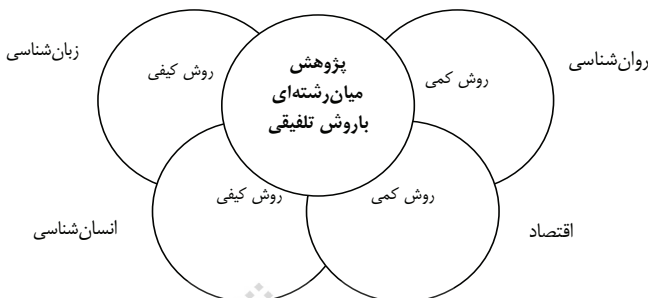 پژوهش
میان‌رشته‌ای
باروش تلفیقی
روان‌شناسی
روش کمی
روش کیفی
زبان‌شناسی
اقتصاد
روش کمی
روش کیفی
انسان‌شناسی